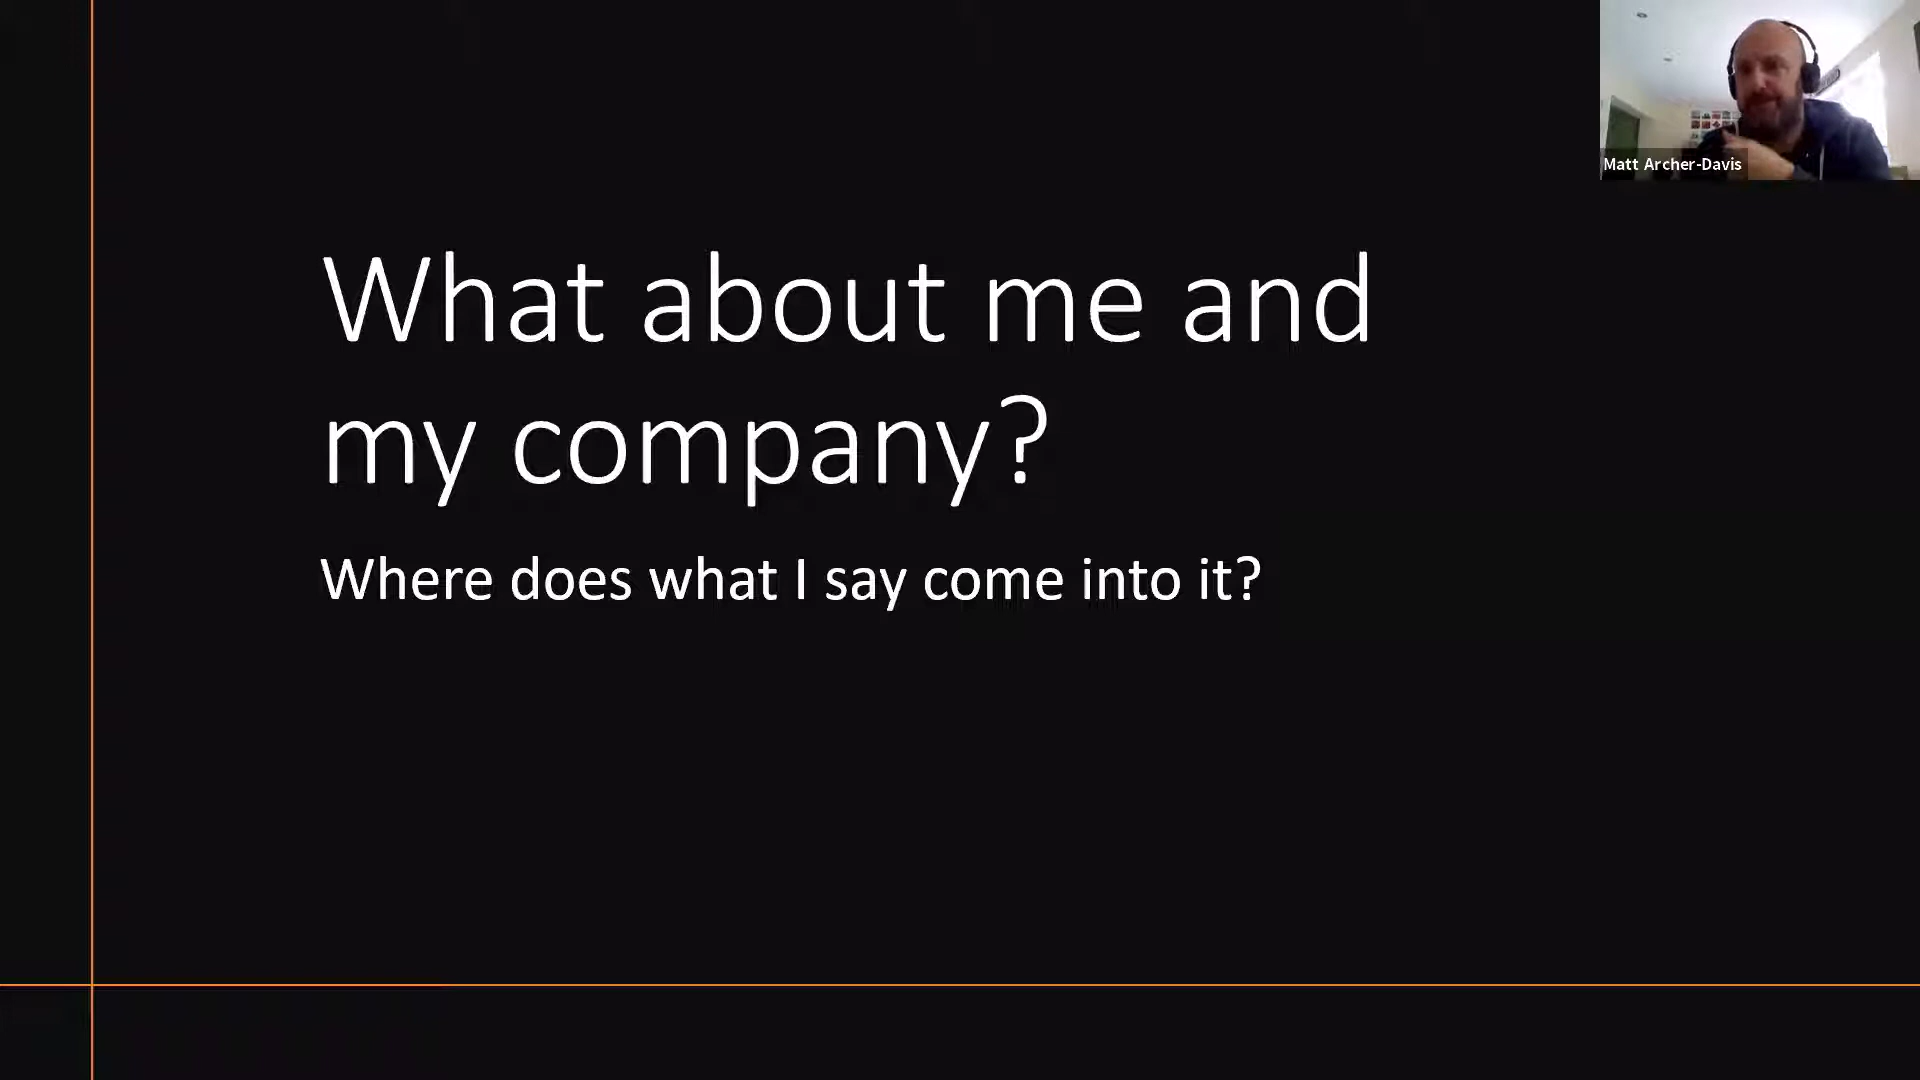 Matt Archer-Davis
What about me and
my company?
Where does what I say come into it?